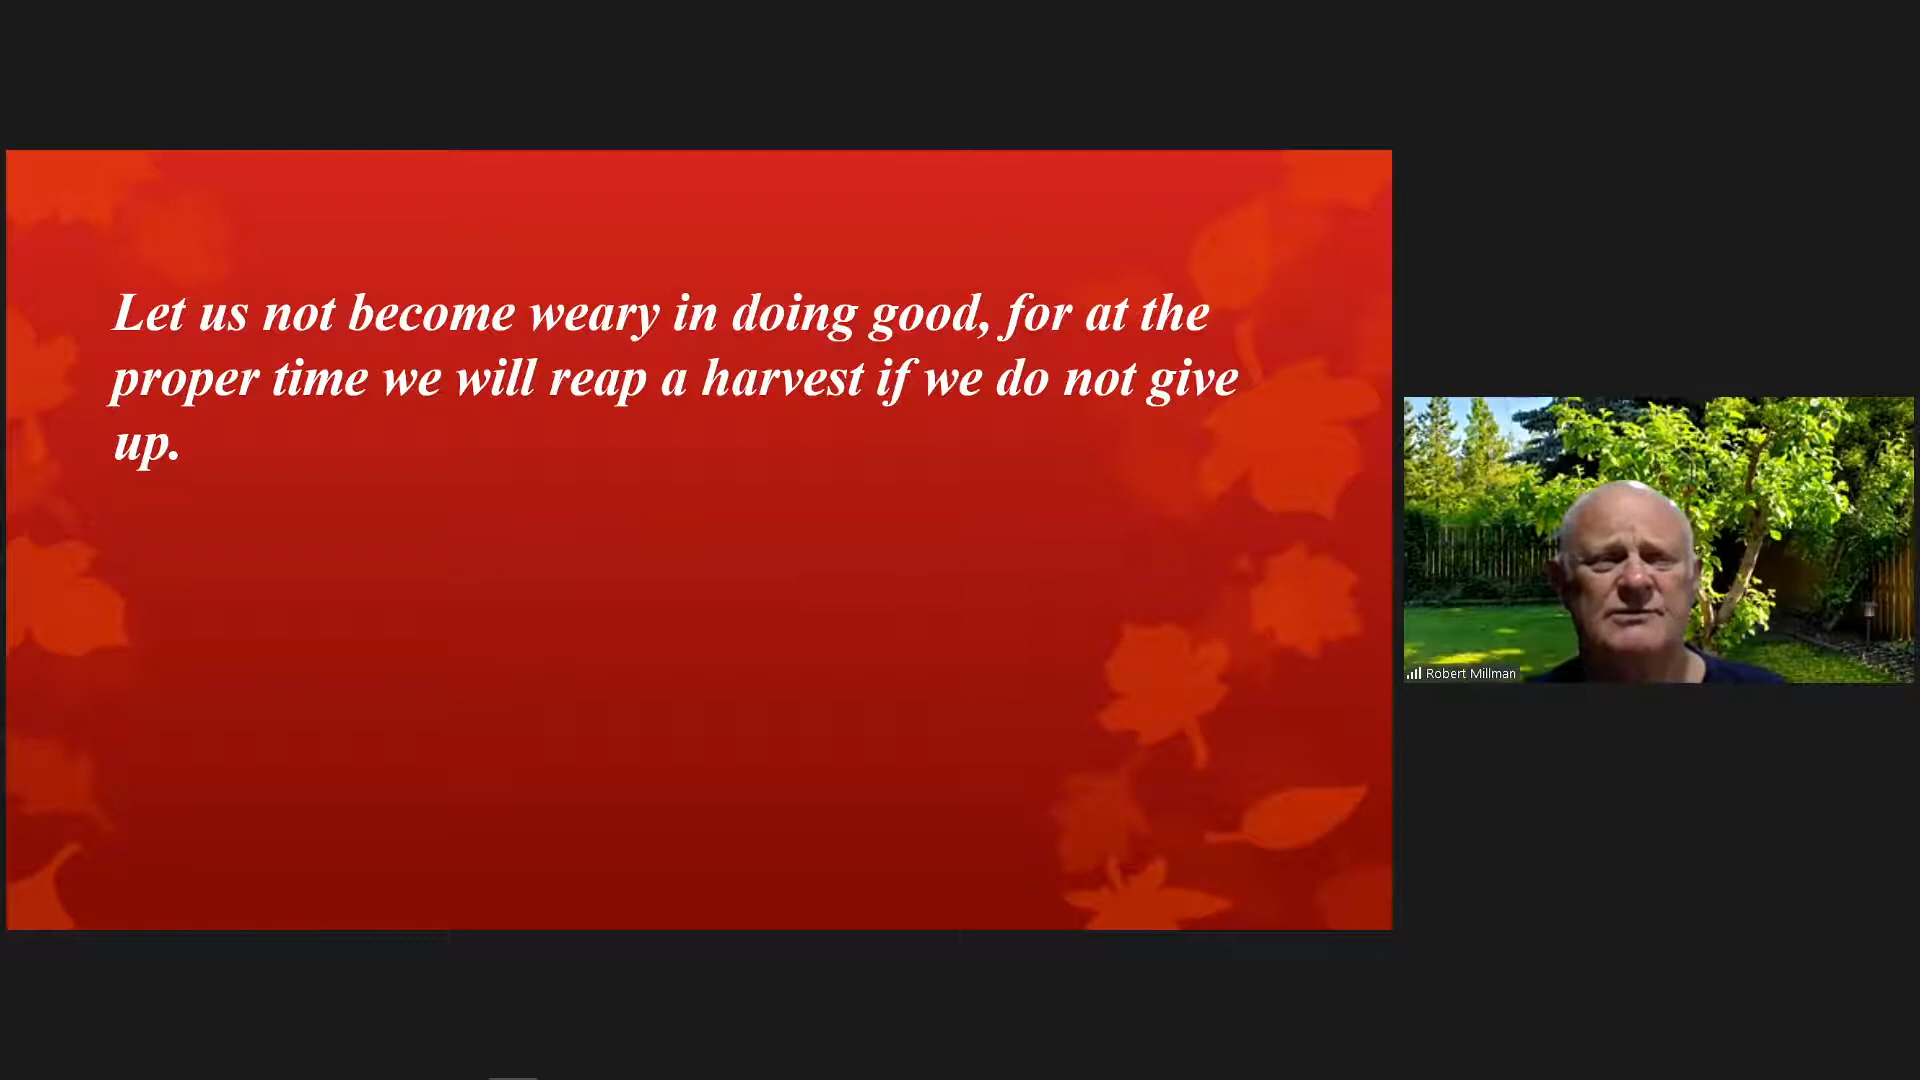 Let us not become weary in doing good, for at the
proper time we will reap a harvest if we do not give
up.
Robert Millman